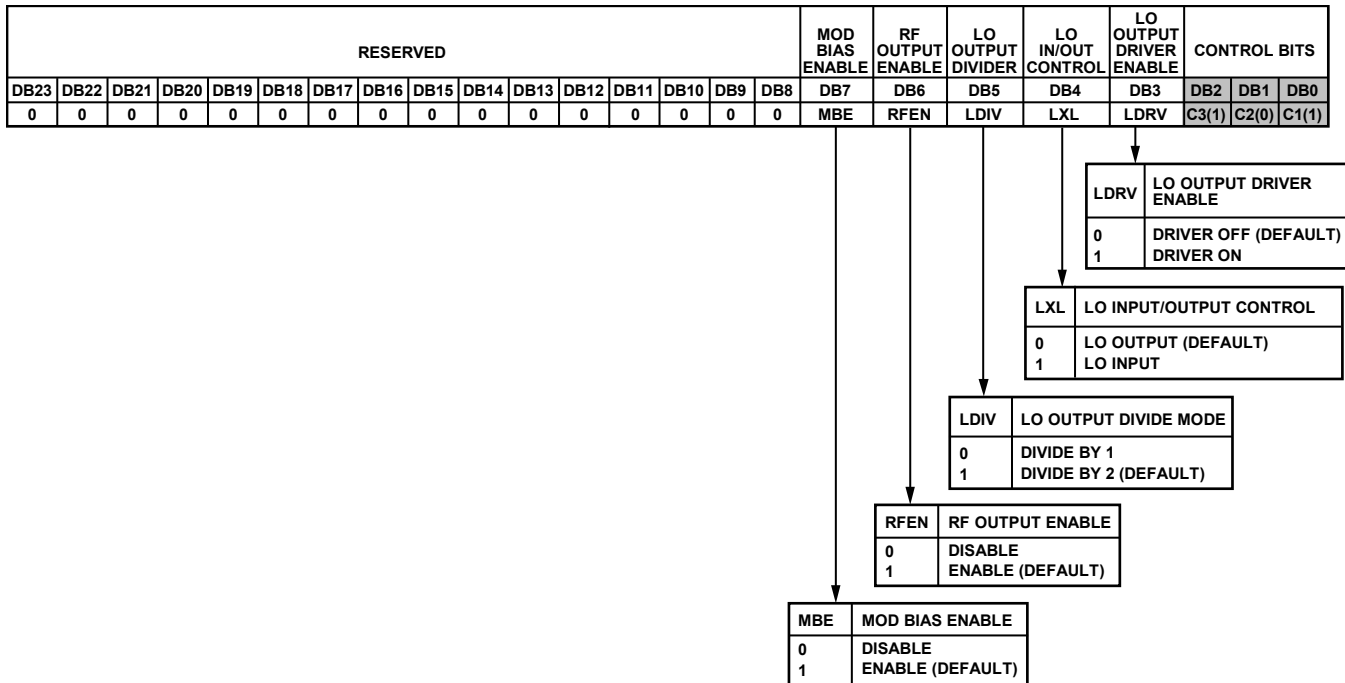 RESERVED
MOD BIAS ENABLE
RF OUTPUT ENABLE
LO OUTPUT DIVIDER
LO IN/OUT CONTROL
LO OUTPUT DRIVER ENABLE
CONTROL BITS
DB23 DB22 DB21 DB20 DB19 DB18 DB17 DB16 DB15 DB14 DB13 DB12 DB11 DB10 DB9 DB8 DB7 DB6 DB5 DB4 DB3 DB2 DB1 DB0
0 0 0 0 0 0 0 0 0 0 0 0 0 0 0 0 MBE RFEN LDIV LXL LDRV C3(1) C2(0) C1(1)
LDRV LO OUTPUT DRIVER ENABLE
0 DRIVER OFF (DEFAULT)
1 DRIVER ON
LXL LO INPUT/OUTPUT CONTROL
0 LO OUTPUT (DEFAULT)
1 LO INPUT
LDIV LO OUTPUT DIVIDE MODE
0 DIVIDE BY 1
1 DIVIDE BY 2 (DEFAULT)
RFEN RF OUTPUT ENABLE
0 DISABLE
1 ENABLE (DEFAULT)
MBE MOD BIAS ENABLE
0 DISABLE
1 ENABLE (DEFAULT)